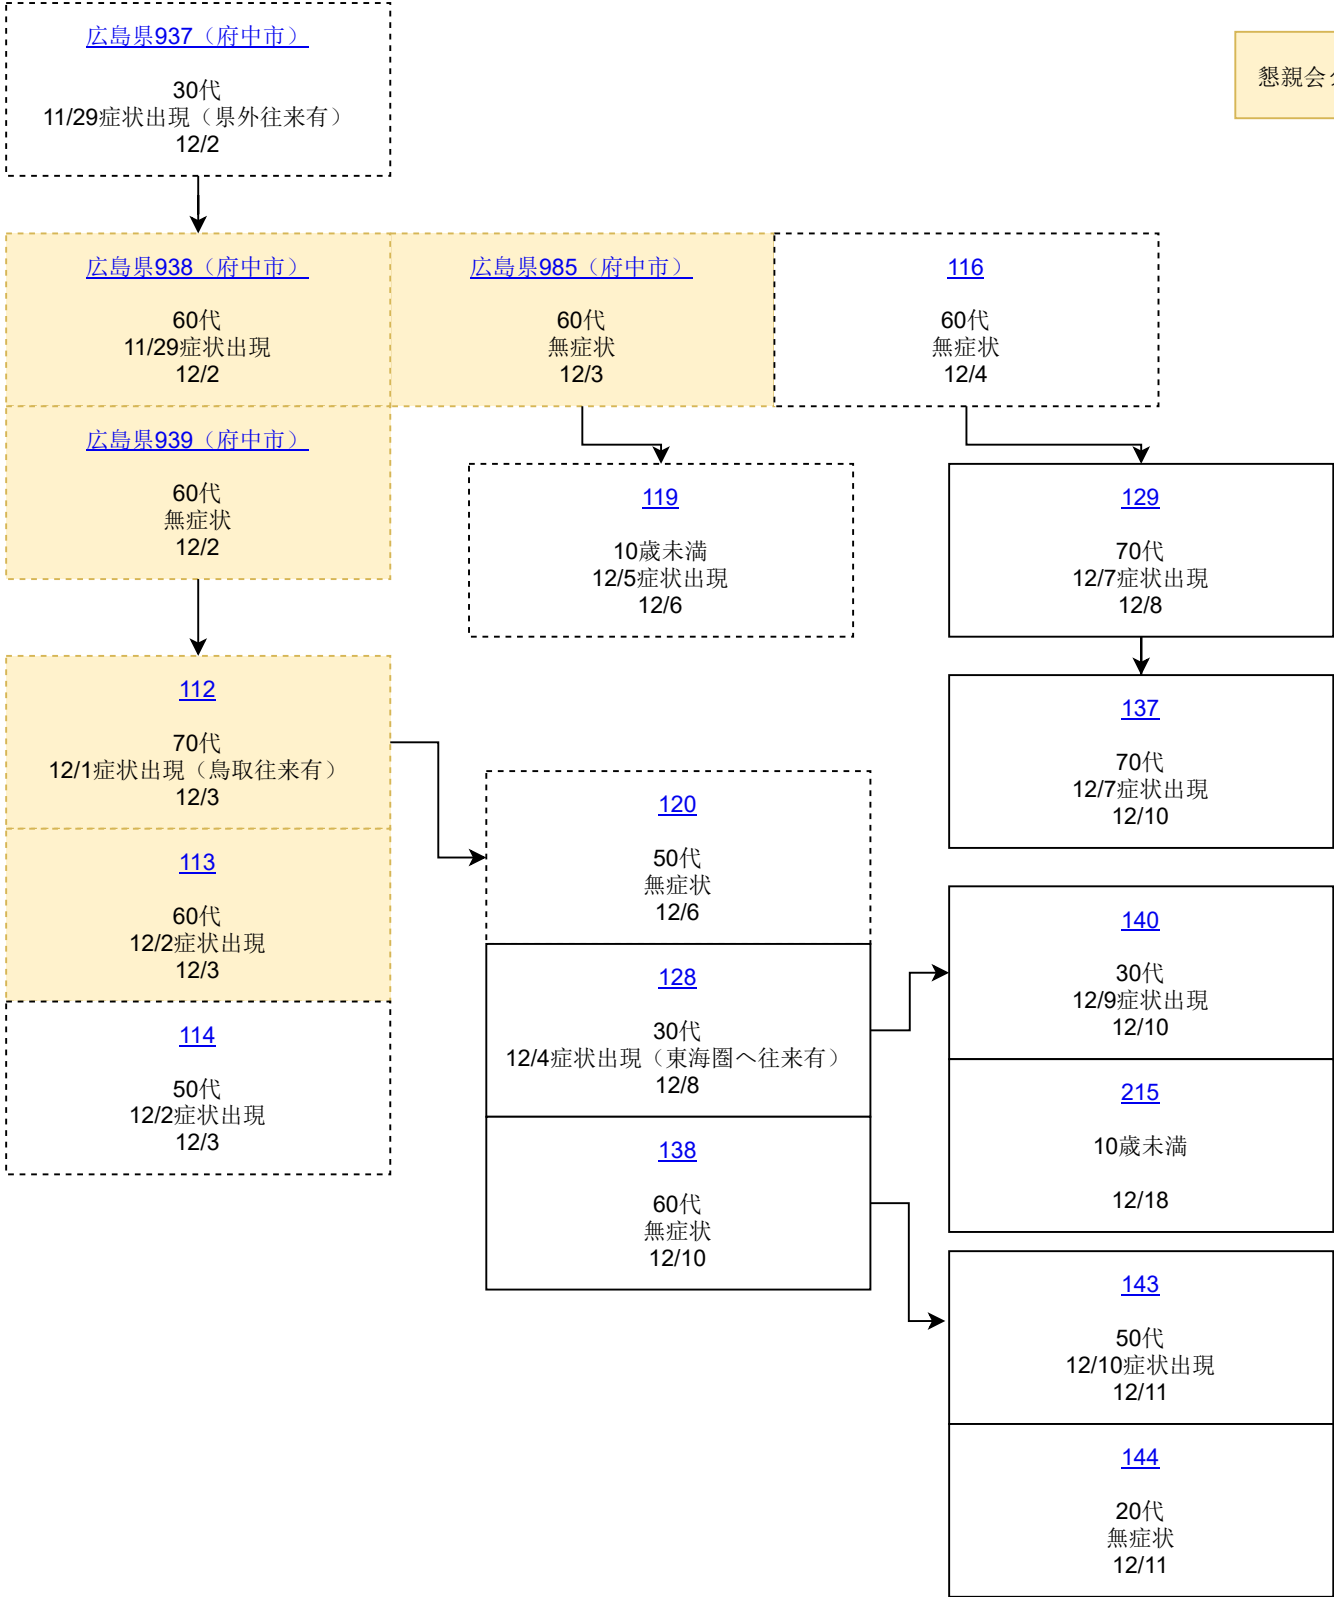 広島県937（府中市）
30代
11/29症状出現（県外往来有）
12/2
懇親会
広島県938（府中市）
60代
11/29症状出現
12/2
広島県985（府中市）
60代
無症状
12/3
116
60代
無症状
12/4
広島県939（府中市）
60代
無症状
12/2
119
10歳未満
12/5症状出現
12/6
129
70代
12/7症状出現
12/8
112
70代
12/1症状出現（鳥取往来有）
12/3
137
70代
12/7症状出現
12/10
113
60代
12/2症状出現
12/3
120
50代
無症状
12/6
114
50代
12/2症状出現
12/3
128
30代
12/4症状出現（東海圏へ往来有）
12/8
140
30代
12/9症状出現
12/10
138
60代
無症状
12/10
215
10歳未満
12/18
143
50代
12/10症状出現
12/11
144
20代
無症状
12/11